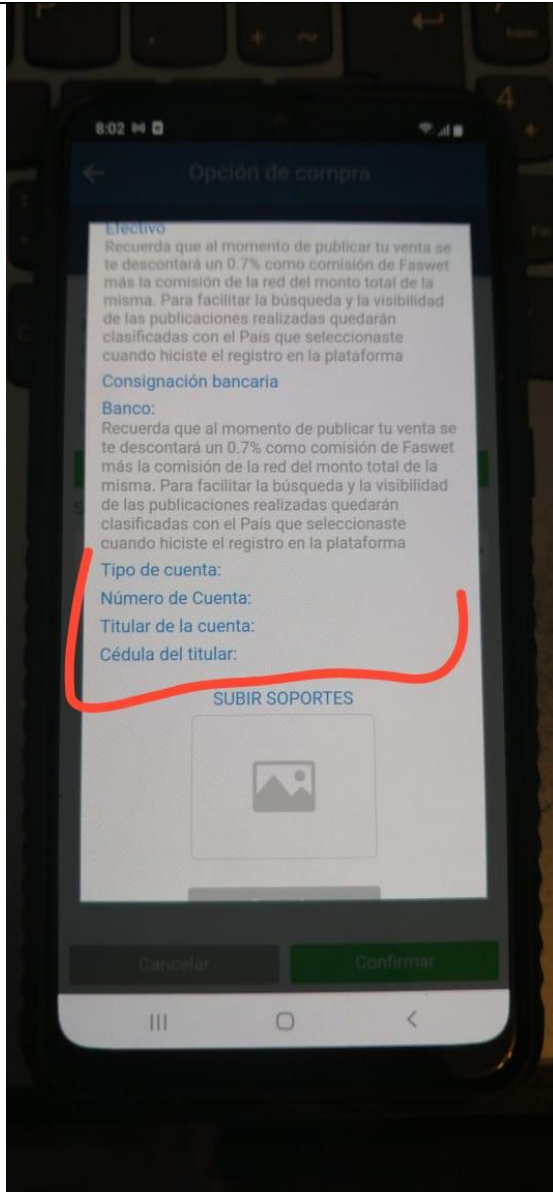 8:02
Opción de compra
Efectivo
Recuerda que al momento de publicar tu venta se
te descontará un 0.7% como comisión de Faswet
más la comisión de la red del monto total de la
misma. Para facilitar la búsqueda y la visibilidad
de las publicaciones realizadas quedarán
clasificadas con el País que seleccionaste
cuando hiciste el registro en la plataforma
Consignación bancaria
Banco:
Recuerda que al momento de publicar tu venta se
te descontará un 0.7% como comisión de Faswet
más la comisión de la red del monto total de la
misma. Para facilitar la búsqueda y la visibilidad
de las publicaciones realizadas quedarán
clasificadas con el País que seleccionaste
cuando hiciste el registro en la plataforma
Tipo de cuenta:
Número de Cuenta:
Titular de la cuenta:
Cédula del titular:
SUBIR SOPORTES
Cancelar
Confirmar